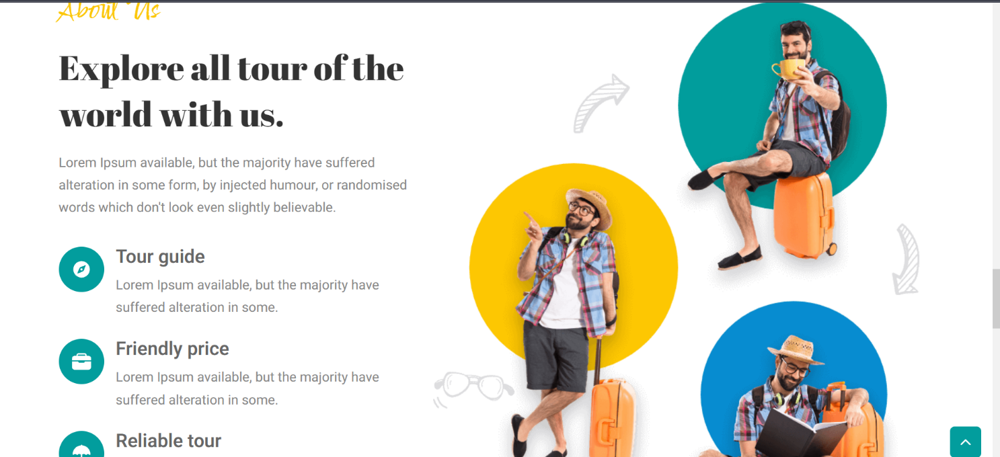 About Us
Explore all tour of the
world with us.
Lorem Ipsum available, but the majority have suffered
alteration in some form, by injected humour, or randomised
words which don't look even slightly believable.
Tour guide
Lorem Ipsum available, but the majority have
suffered alteration in some.
Friendly price
Lorem Ipsum available, but the majority have
suffered alteration in some.
Reliable tour